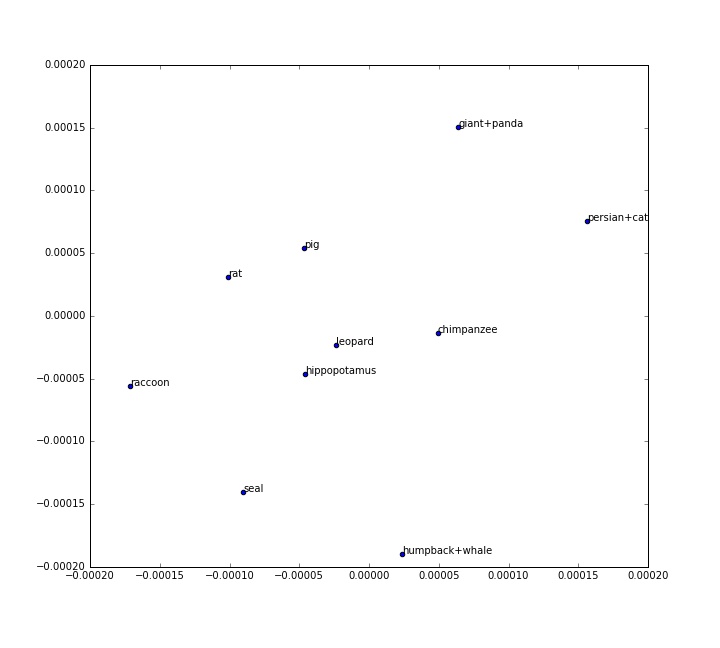 0.00020
giant+panda
0.00015
persian+cat
0.00010
pig
0.00005
rat
0.00000
chimpanzee
leopard
hippopotamus
−0.00005
raccoon
−0.00010
seal
−0.00015
humpback+whale
−0.00020
−0.00020 −0.00015 −0.00010 −0.00005 0.00000 0.00005 0.00010 0.00015 0.00020